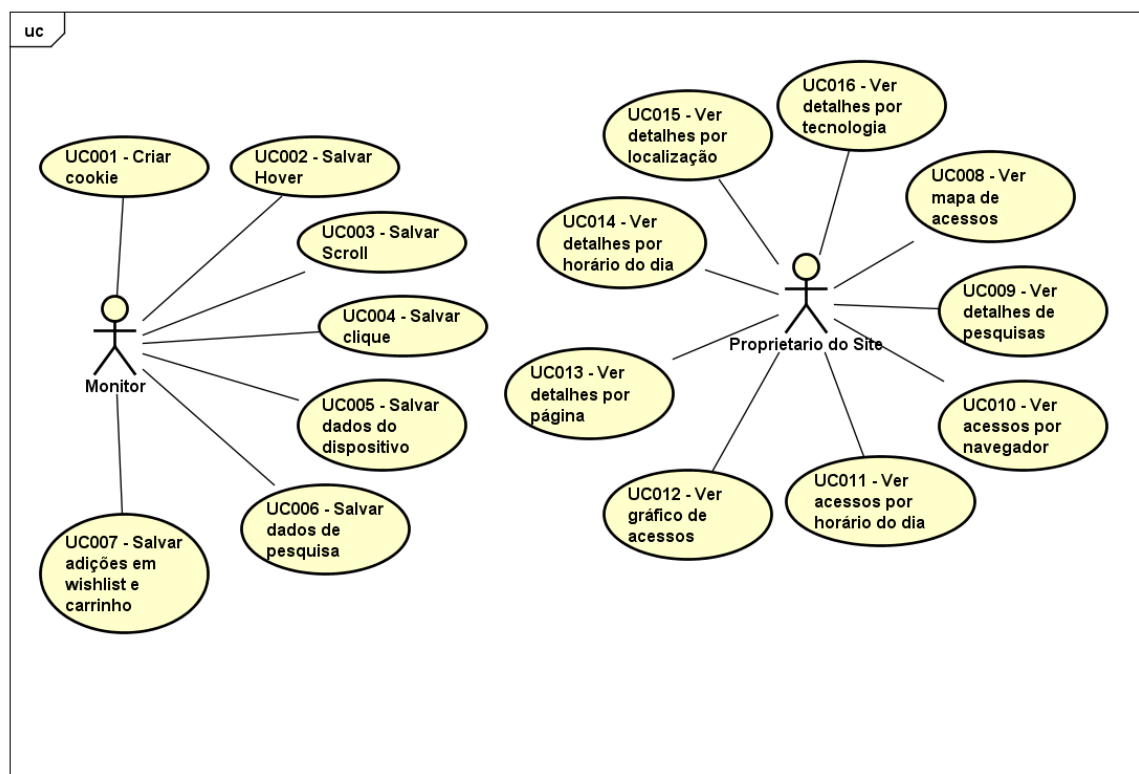 uc
UC001 - Criar
cookie
UC002 - Salvar
Hover
UC003 - Salvar
Scroll
UC004 - Salvar
clique
Monitor
UC005 - Salvar
dados do
dispositivo
UC006 - Salvar
dados de
pesquisa
UC007 - Salvar
adições em
wishlist e
carrinho
UC016 - Ver
detalhes por
tecnologia
UC015 - Ver
detalhes por
localização
UC008 - Ver
mapa de
acessos
UC014 - Ver
detalhes por
horário do dia
UC009 - Ver
detalhes de
pesquisas
Proprietario do Site
UC013 - Ver
detalhes por
página
UC010 - Ver
acessos por
navegador
UC012 - Ver
gráfico de
acessos
UC011 - Ver
acessos por
horário do dia